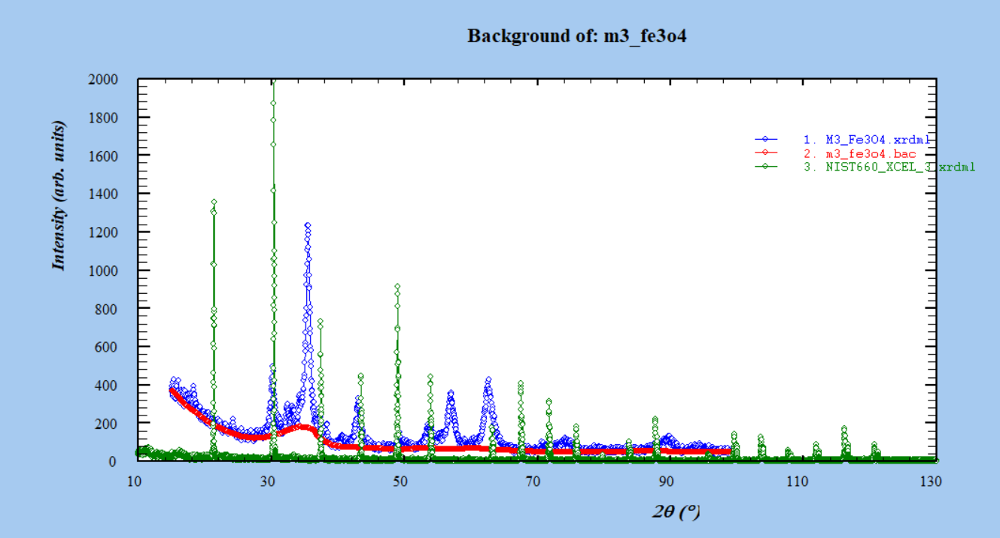 Background of: m3_fe3o4
Intensity (arb. units)
2000
1800
1600
1400
1200
1000
800
600
400
200
0
1. M3_Fe3O4.xrdml
2. m3_fe3o4.bac
3. NIST660_XCEL_3.xrdml
10 30 50 70 90 110 130
2θ (°)